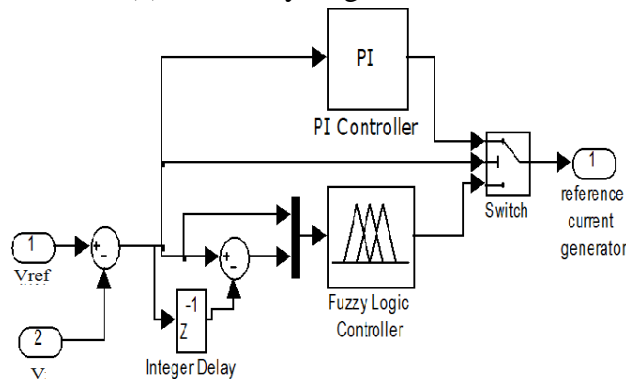 PI
PI Controller
1
Switch
reference
current
generator
+
-
1
Vref
+
-
2
V
-1
Z
Integer Delay
Fuzzy Logic
Controller